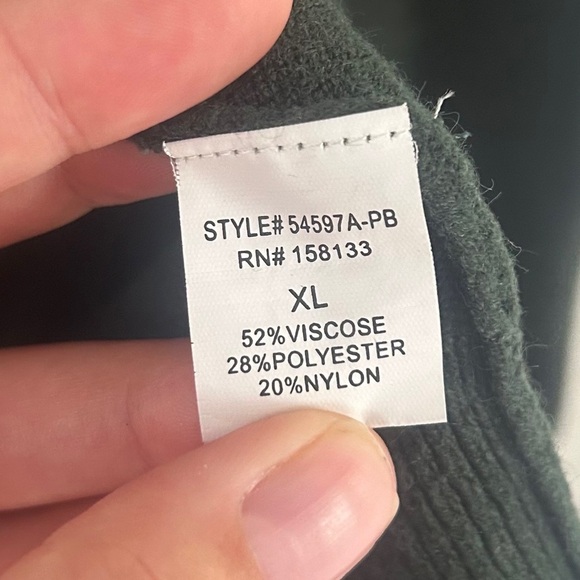 STYLE# 54597A-PB
RN# 158133
XL
52%VISCOSE
28%POLYESTER
20%NYLON